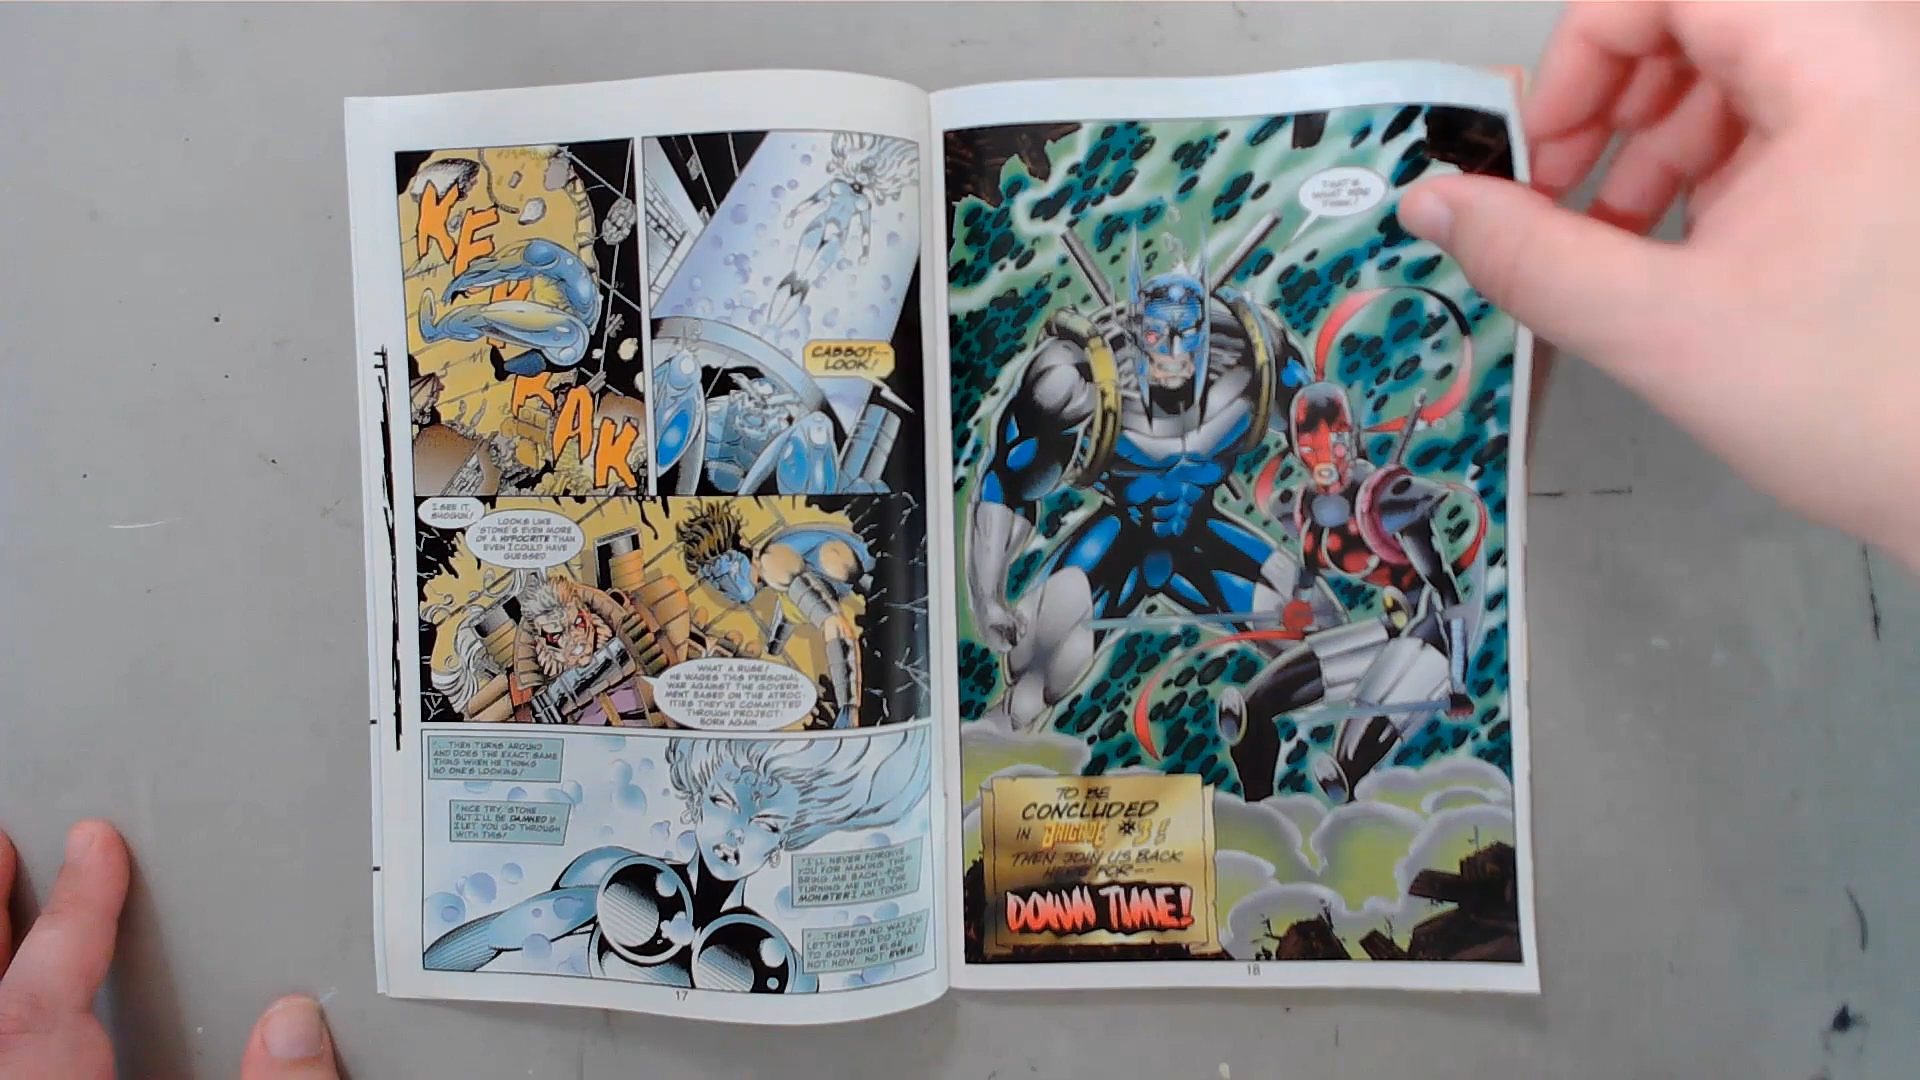 KE
R
AK
CABBOT--
LOOK!
I SEE IT,
SHOGUN!
LOOKS LIKE
'STONE'S EVEN MORE
OF A HYPOCRITE THAN
EVEN I COULD HAVE
GUESSED.
WHAT A RUSE!
HE WAGES THIS PERSONAL
WAR AGAINST THE GOVERN-
MENT BASED ON THE ATROC-
ITIES THEY'VE COMMITTED
THROUGH PROJECT:
BORN AGAIN...
"...THEN TURNS AROUND
AND DOES THE EXACT SAME
THING WHEN HE THINKS
NO ONE'S LOOKING!
"NICE TRY, 'STONE
BUT I'LL BE DAMNED IF
I LET YOU GO THROUGH
WITH THIS!
"I'LL NEVER FORGIVE
YOU FOR MAKING THEM
BRING ME BACK--FOR
TURNING ME INTO THE
MONSTER I AM TODAY
"...THERE'S NO WAY I'M
LETTING YOU DO THAT
TO SOMEONE ELSE.
NOT NOW. NOT EVER!
17
THAT'S
WHAT YOU
THINK!
TO BE
CONCLUDED
IN BRIGADE #3!
THEN JOIN US BACK
HERE FOR--
DOWN TIME!
18